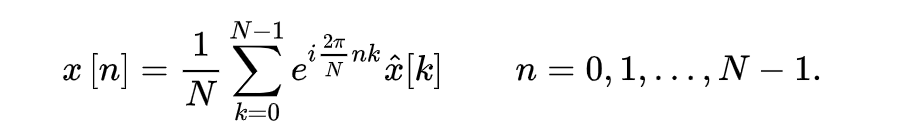 x [n] = \frac{1}{N} \sum_{k=0}^{N-1} e^{i \frac{2\pi}{N} nk} \hat{x}[k] \qquad n = 0, 1, \ldots, N - 1.